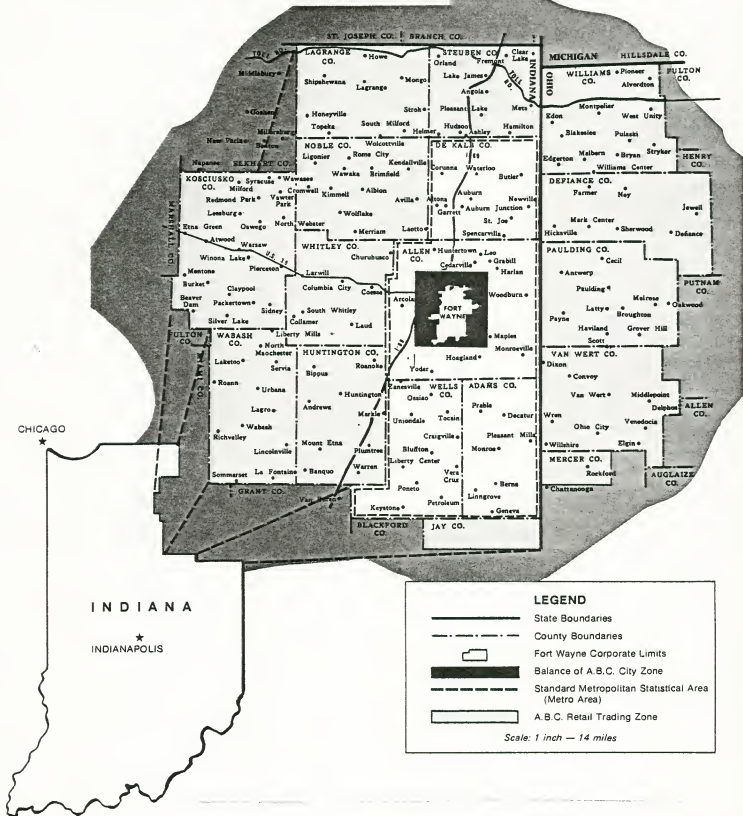 ST. JOSEPH CO. BRANCH CO.
TOLL RD.
LAGRANGE CO.
Howe
Shipshewana
Lagrange
Mongo
Stroh
Honeyville
Topeka
South Milford
Wolcottville
Helmer
STEUBEN CO.
Orland
Fremont
Clear Lake
Lake James
Angola
TOLL RD.
Pleasant Lake
Metz
Hudson
Ashley
Hamilton
INDIANA
OHIO
MICHIGAN HILLSDALE CO.
WILLIAMS CO.
Pioneer
Alverdton
FULTON CO.
Montpelier
Edon
West Unity
Blakeslee
Pulaski
Stryker
Edgerton
Malbern
Bryan
Williams Center
HENRY CO.
Middlebury
Goshen
Millersburg
New Paris
Benton
Nappanee
ELKHART CO.
NOBLE CO.
Ligonier
Rome City
Wawaka
Brimfield
Kendallville
Cromwell
Kimmell
Albion
Avilla
Wolflake
Merriam
Laotto
DE KALB CO.
I 69
Corunna
Waterloo
Butler
Auburn
Altona
Garrett
Auburn Junction
Newville
St. Joe
Spencerville
DEFIANCE CO.
Farmer
Ney
Jewell
Mark Center
Hicksville
Sherwood
Defiance
KOSCIUSKO CO.
Syracuse
Wawasee
Milford
Redmond Park
Vawter Park
Leesburg
Oswego
North Webster
Etna Green
Atwood
Warsaw
Winona Lake
Pierceton
U.S. 30
Mentone
Burket
Claypool
Beaver Dam
Packertown
Sidney
Silver Lake
MARSHALL CO.
WHITLEY CO.
Churubusco
Larwill
Columbia City
Coesse
South Whitley
Collamer
Laud
ALLEN CO.
Huntertown
Leo
Cedarville
Grabill
Harlan
Arcola
FORT WAYNE
Woodburn
Maples
Monroeville
Hoagland
Yoder
I-69
PAULDING CO.
Cecil
Antwerp
Paulding
Melrose
Oakwood
Latty
Broughton
Payne
Haviland
Grover Hill
Scott
PUTNAM CO.
FULTON CO.
MIAMI CO.
WABASH CO.
Liberty Mills
North Manchester
Laketon
Servia
Roann
Urbana
Lagro
Wabash
Richvalley
Lincolnville
Sommerset
La Fontaine
HUNTINGTON CO.
Roanoke
Bippus
Huntington
Andrews
Markle
Mount Etna
Plumtree
Banquo
Warren
GRANT CO.
Van Buren
WELLS CO.
Zanesville
Ossian
Uniondale
Tocsin
Craigville
Bluffton
Liberty Center
Vera Cruz
Poneto
Petroleum
Keystone
ADAMS CO.
Preble
Decatur
Pleasant Mills
Monroe
Berne
Linngrove
Geneva
VAN WERT CO.
Dixon
Convoy
Van Wert
Middlepoint
Delphos
Wren
Ohio City
Venedocia
Willshire
Elgin
ALLEN CO.
MERCER CO.
Rockford
Chattanooga
AUGLAIZE CO.
BLACKFORD CO.
JAY CO.
CHICAGO
INDIANA
INDIANAPOLIS
LEGEND
State Boundaries
County Boundaries
Fort Wayne Corporate Limits
Balance of A.B.C. City Zone
Standard Metropolitan Statistical Area
(Metro Area)
A.B.C. Retail Trading Zone
Scale: 1 inch — 14 miles